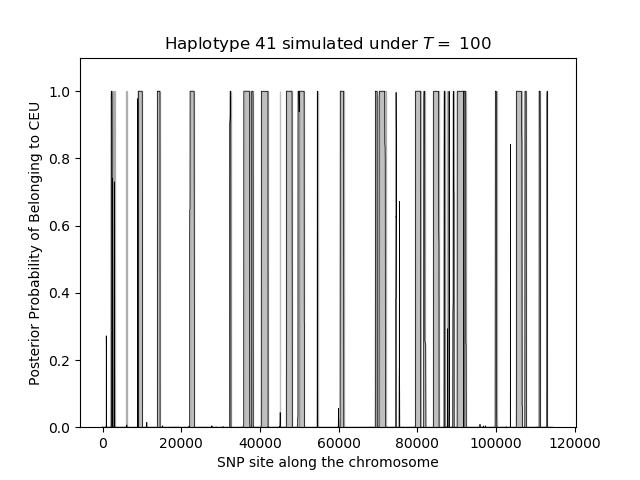 Haplotype 41 simulated under T = 100
Posterior Probability of Belonging to CEU
1.0
0.8
0.6
0.4
0.2
0.0
0 20000 40000 60000 80000 100000 120000
SNP site along the chromosome